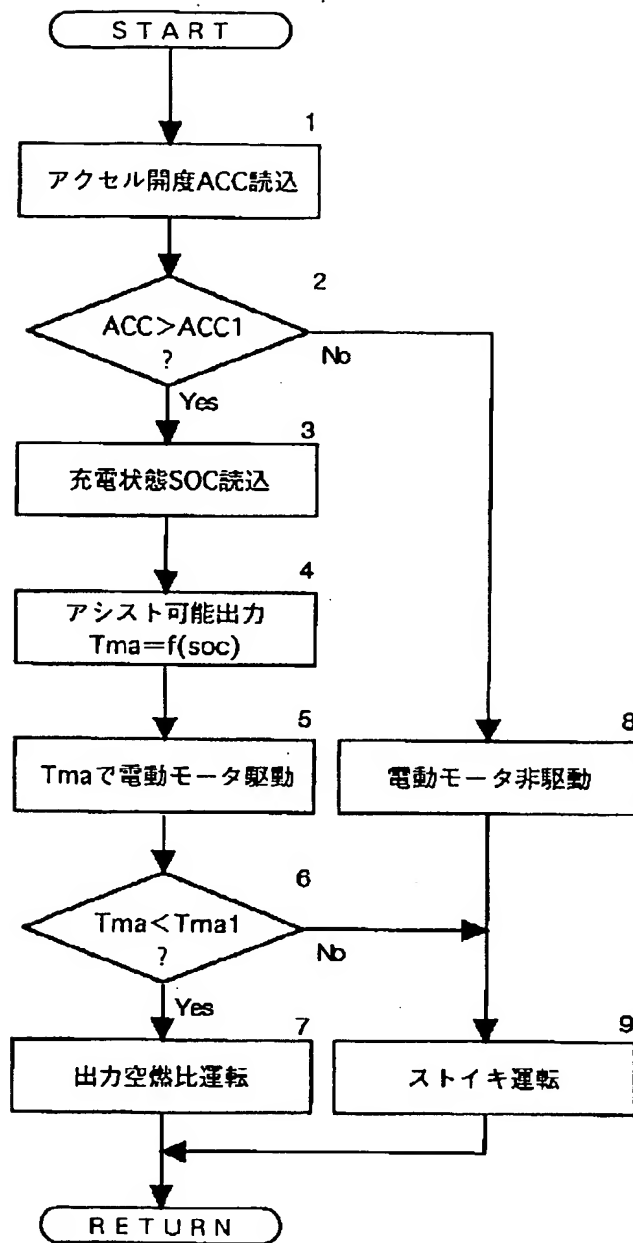 START
1
アクセル開度ACC読込
2
ACC>ACC1
?
No
Yes
3
充電状態SOC読込
4
アシスト可能出力
Tma=f(soc)
5
Tmaで電動モータ駆動
8
電動モータ非駆動
6
Tma<Tma1
?
No
Yes
7
出力空燃比運転
9
ストイキ運転
RETURN